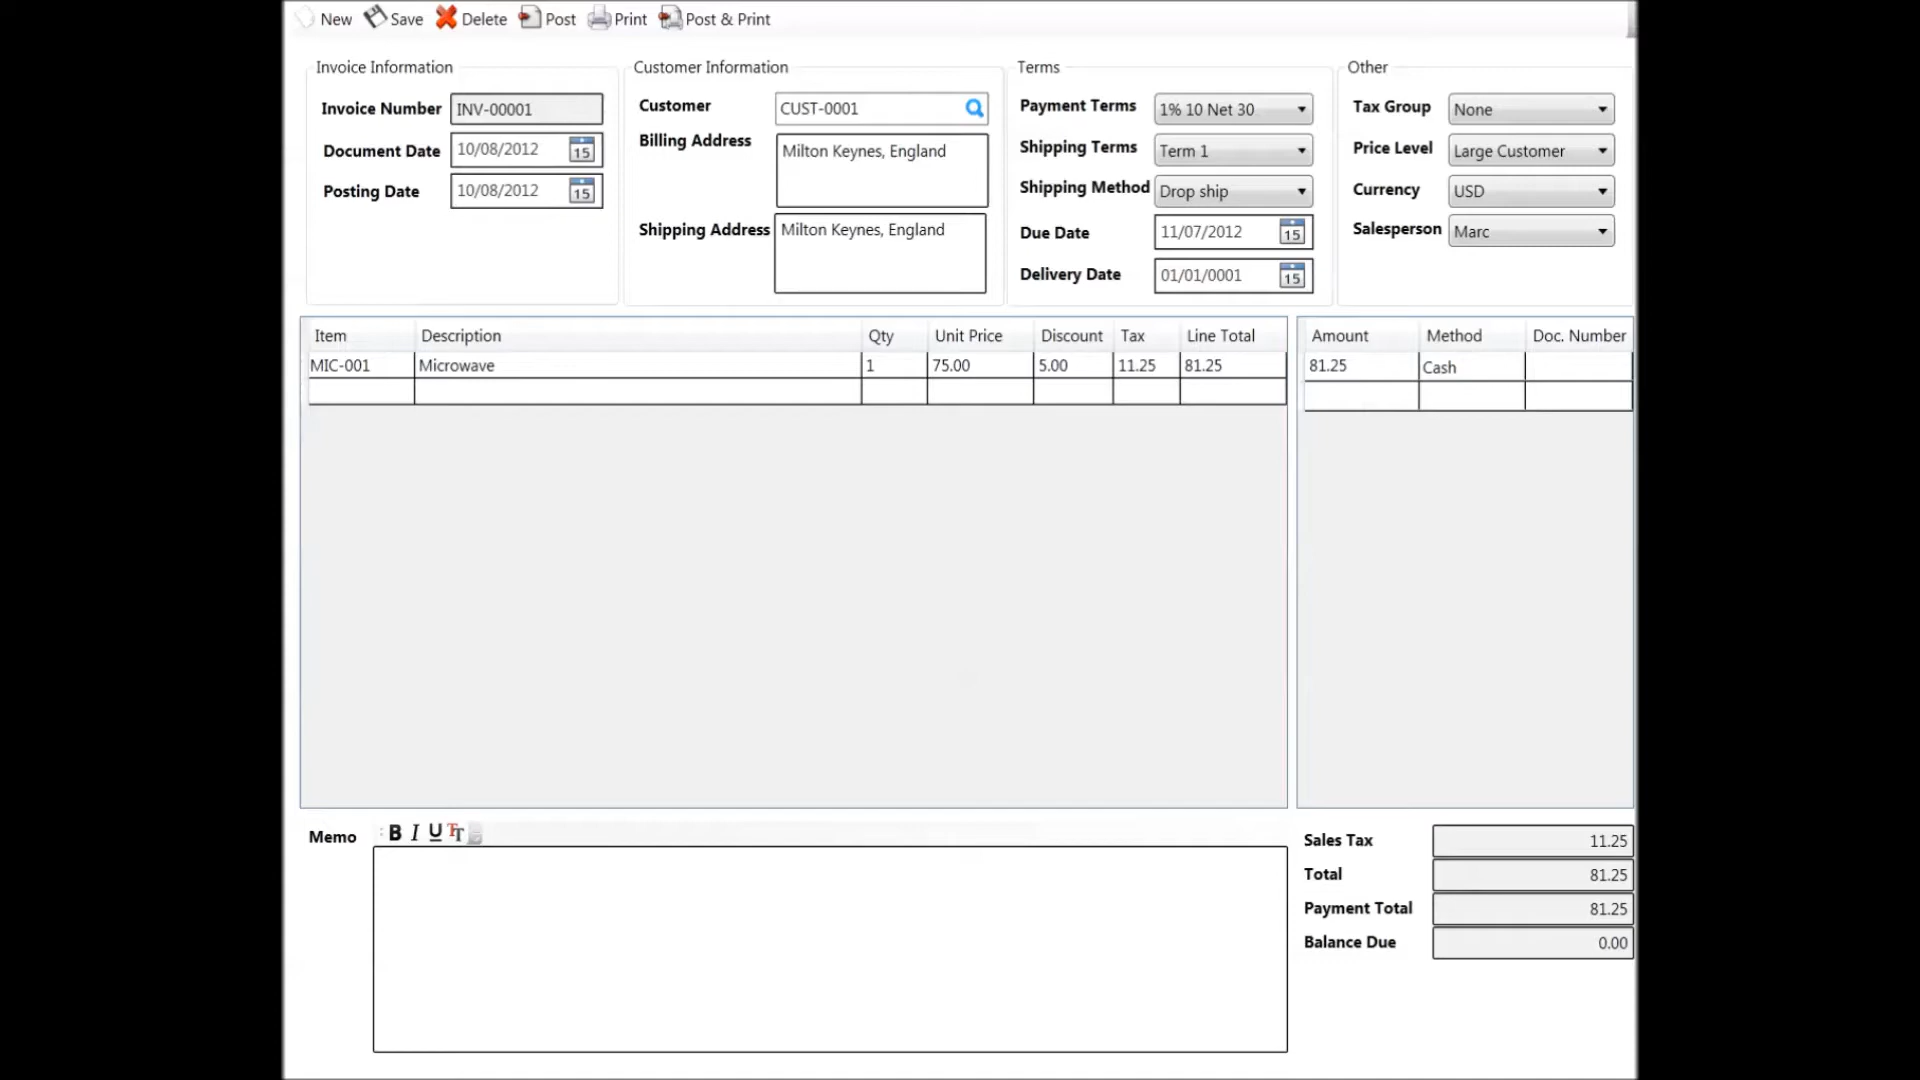 New Save Delete Post Print Post & Print
Invoice Information
Invoice Number INV-00001
Document Date 10/08/2012 15
Posting Date 10/08/2012 15
Customer Information
Customer CUST-0001
Billing Address Milton Keynes, England
Shipping Address Milton Keynes, England
Terms
Payment Terms 1% 10 Net 30
Shipping Terms Term 1
Shipping Method Drop ship
Due Date 11/07/2012 15
Delivery Date 01/01/0001 15
Other
Tax Group None
Price Level Large Customer
Currency USD
Salesperson Marc
Item Description Qty Unit Price Discount Tax Line Total
MIC-001 Microwave 1 75.00 5.00 11.25 81.25
Amount Method Doc. Number
81.25 Cash
Memo B I U TT
Sales Tax 11.25
Total 81.25
Payment Total 81.25
Balance Due 0.00